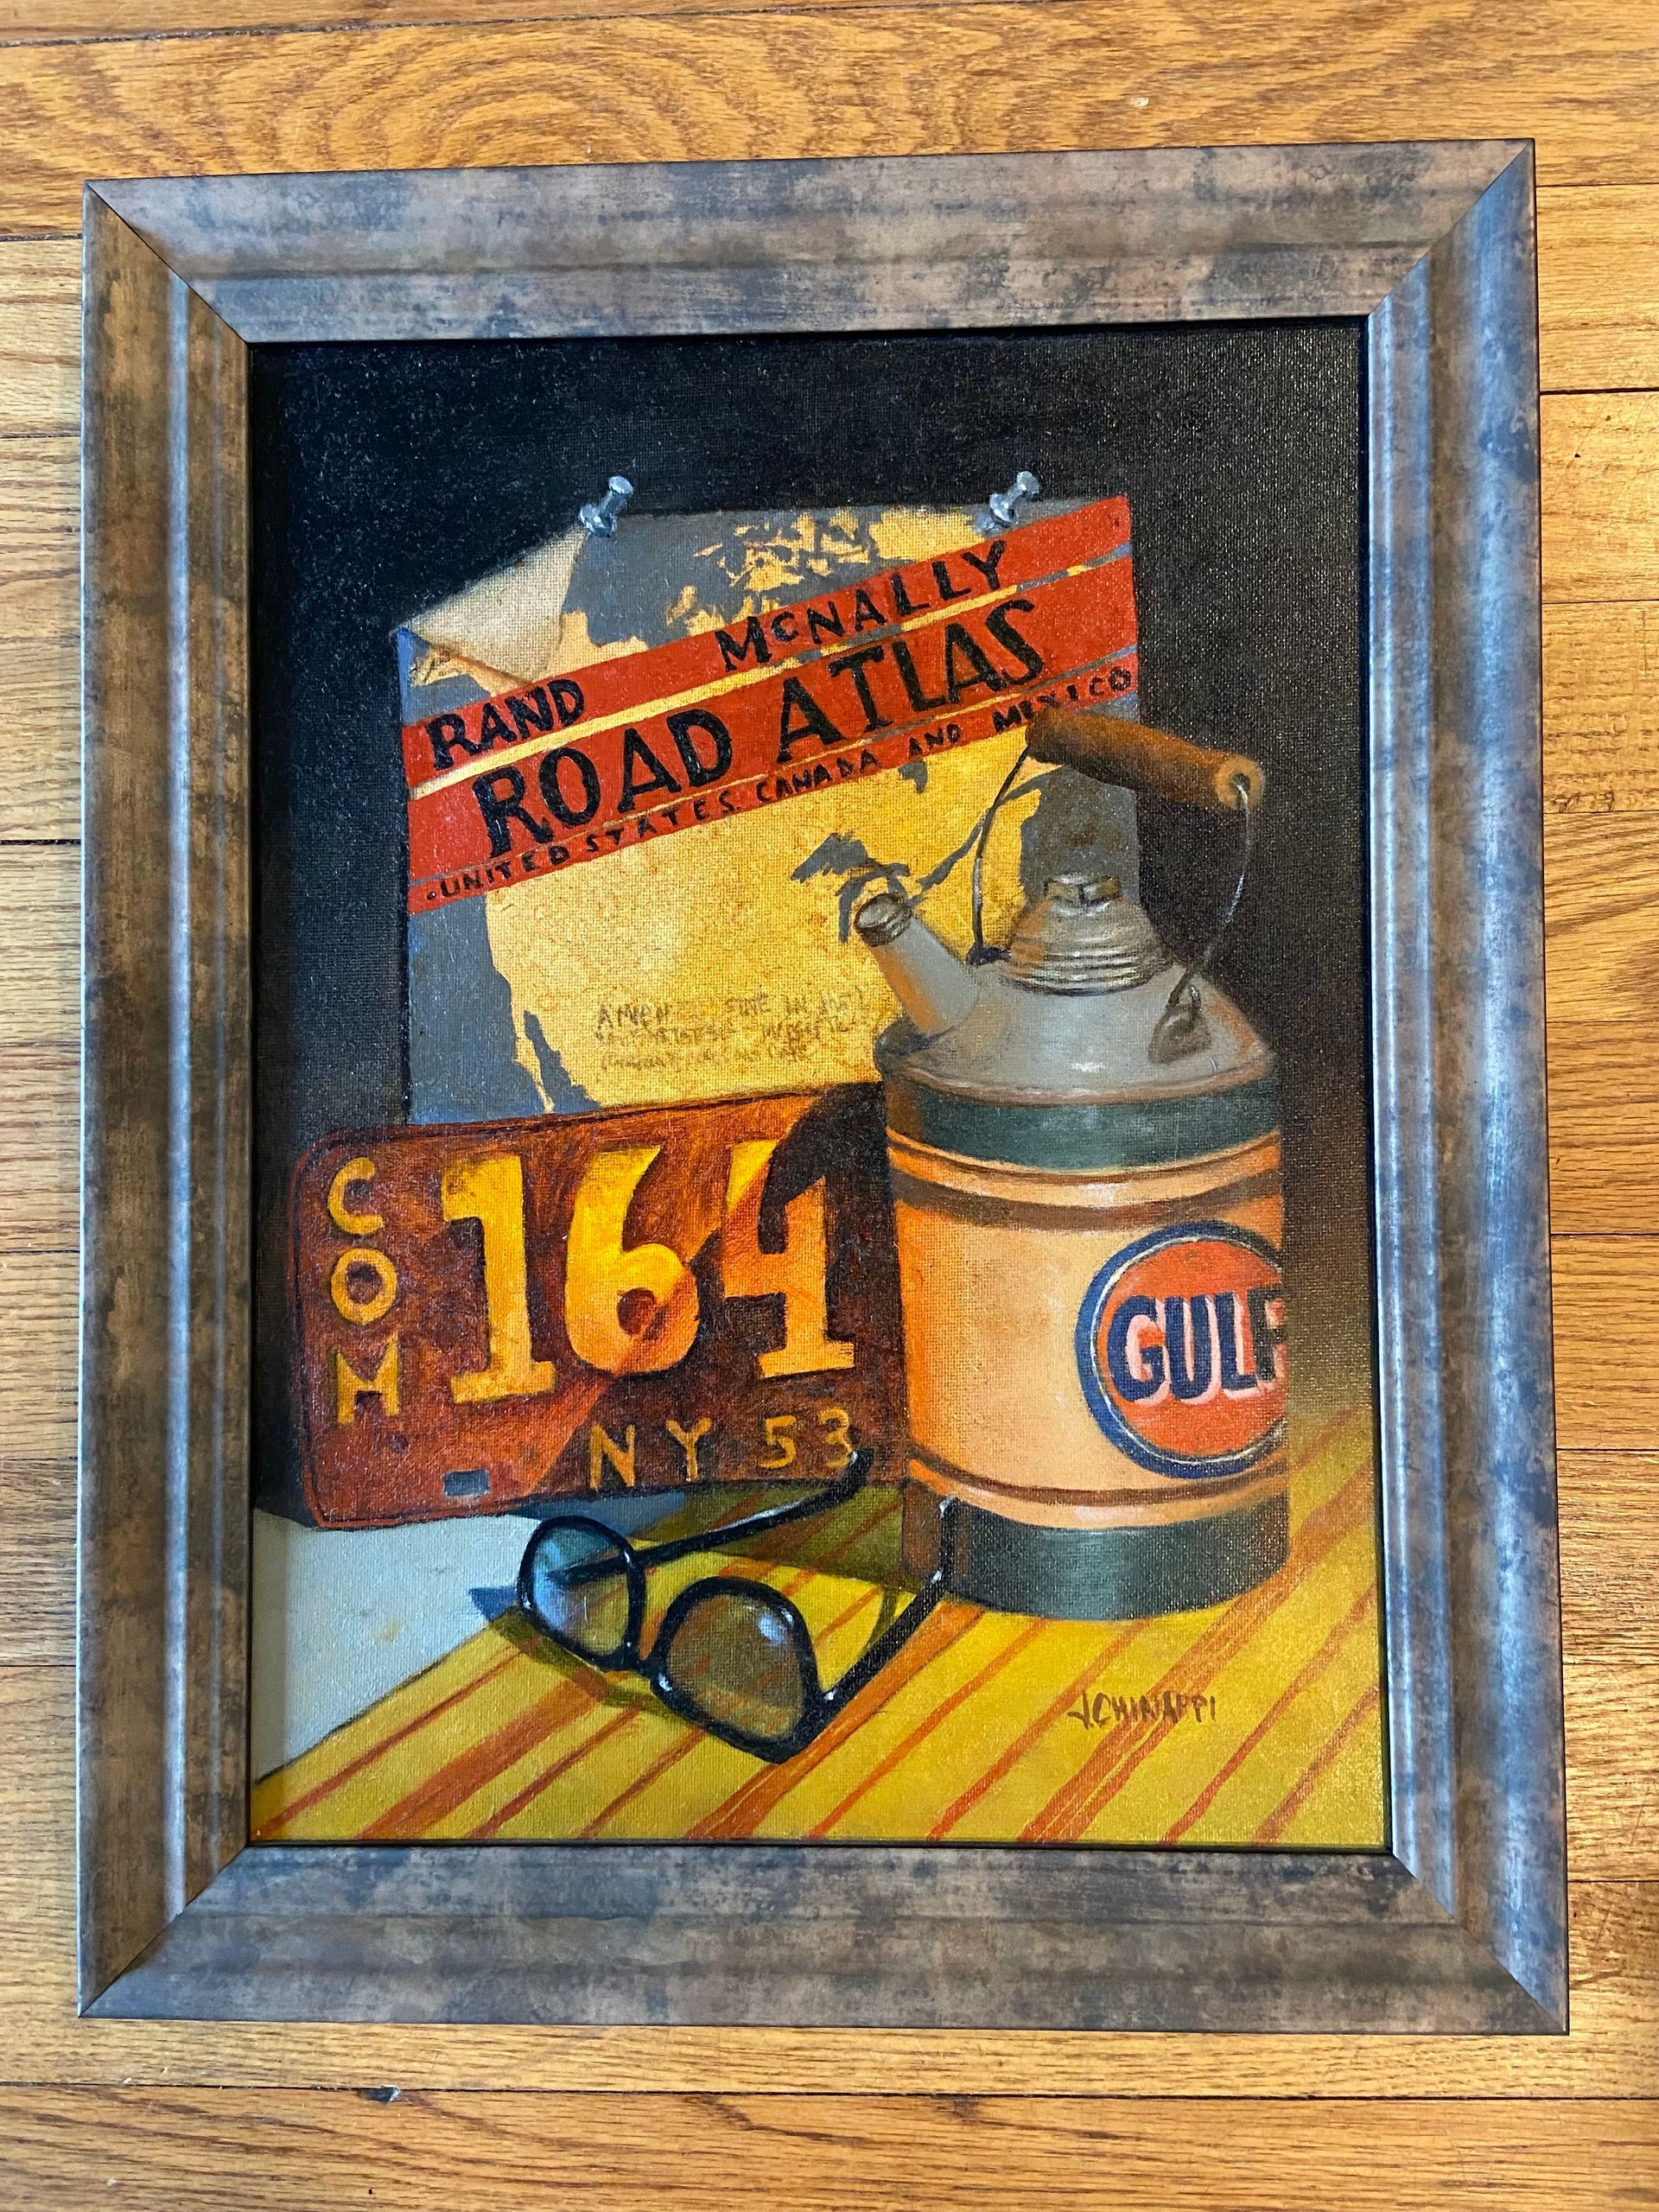 RAND McNALLY
ROAD ATLAS
UNITED STATES. CANADA AND MEXICO
COM
164
NY 53
GULF
J.CHINAPPI